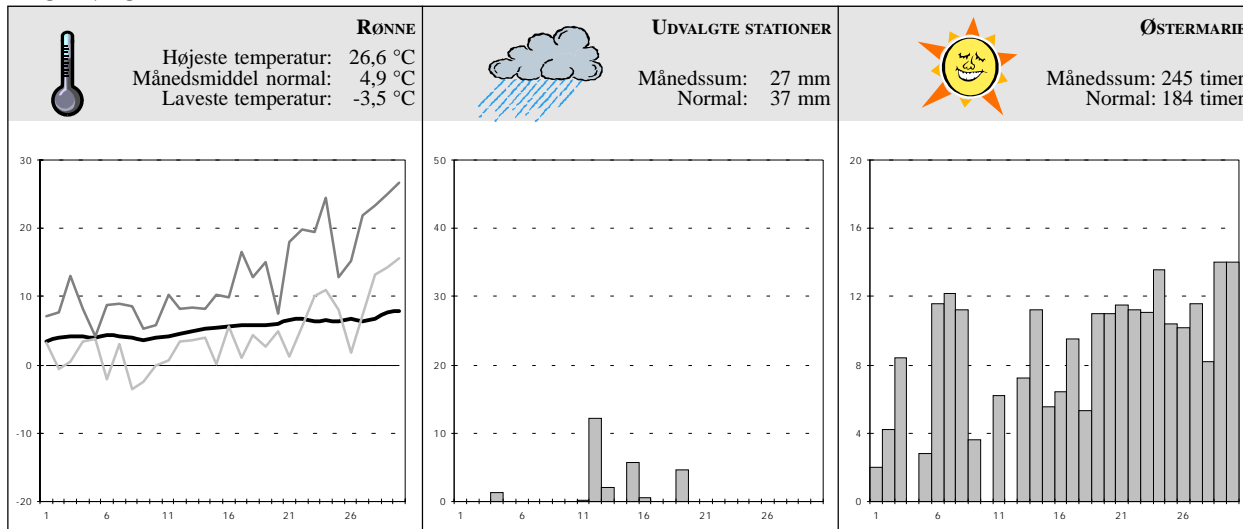 RØNNE
Højeste temperatur: 26,6 °C
Månedsmiddel normal: 4,9 °C
Laveste temperatur: -3,5 °C
30
20
10
0
-10
-20
1 6 11 16 21 26
UDVALGTE STATIONER
Månedssum: 27 mm
Normal: 37 mm
50
40
30
20
10
0
1 6 11 16 21 26
ØSTERMARIE
Månedssum: 245 timer
Normal: 184 timer
20
16
12
8
4
0
1 6 11 16 21 26